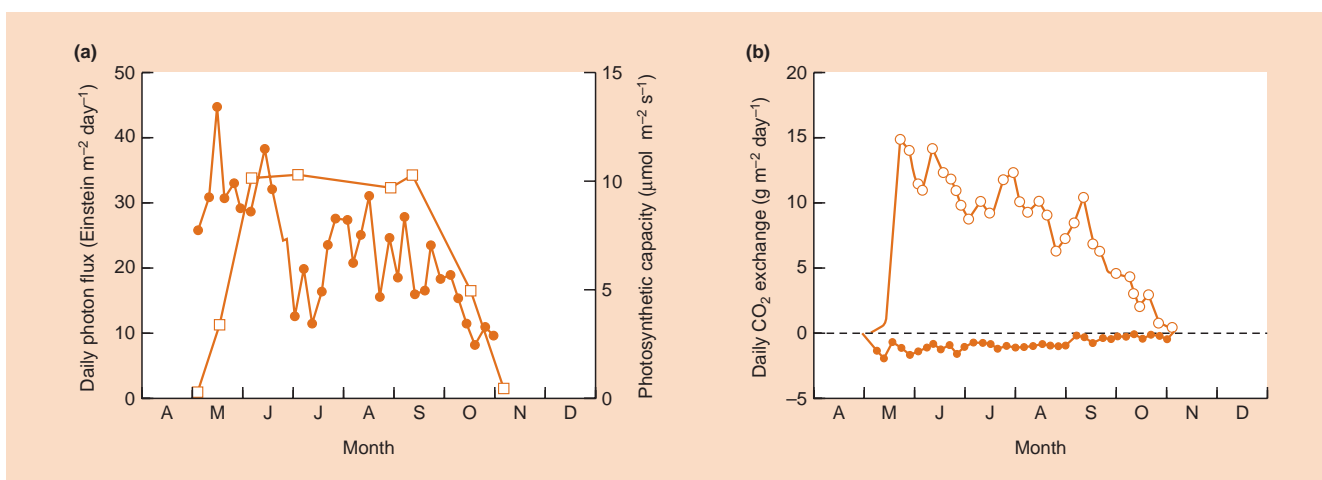 (a)
50
40
30
20
10
0
Daily photon flux (Einstein m⁻² day⁻¹)
15
10
5
0
Photosynthetic capacity (μmol m⁻² s⁻¹)
A M J J A S O N D
Month
(b)
20
15
10
5
0
–5
Daily CO₂ exchange (g m⁻² day⁻¹)
A M J J A S O N D
Month